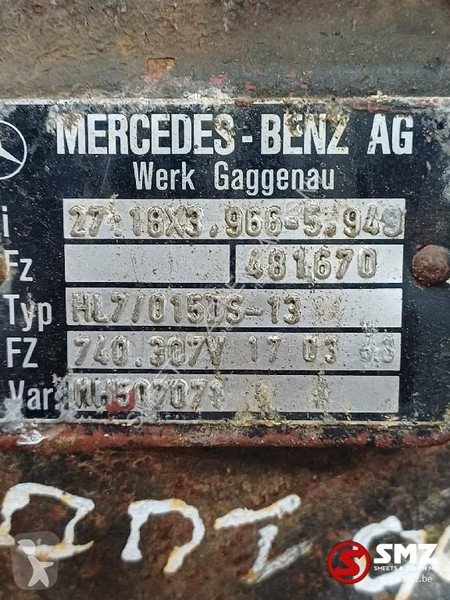 MERCEDES-BENZ AG
Werk Gaggenau
i 27:18X3.966-5.949
Fz 481670
Typ HL7/015DS-13
FZ 740.307V 17 03
Var
SMZ